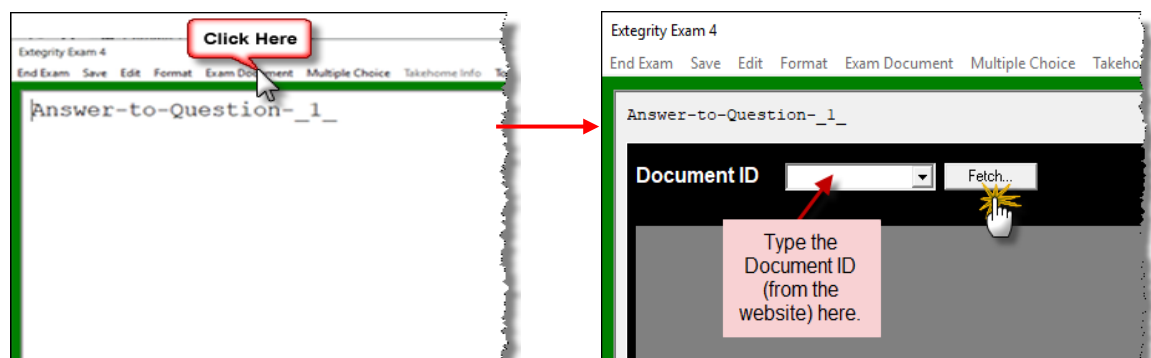 Click Here
Extegrity Exam 4
End Exam Save Edit Format Exam Document Multiple Choice Takehome Info
Answer-to-Question-_1_
Extegrity Exam 4
End Exam Save Edit Format Exam Document Multiple Choice
Answer-to-Question-_1_
Document ID Fetch...
Type the
Document ID
(from the
website) here.